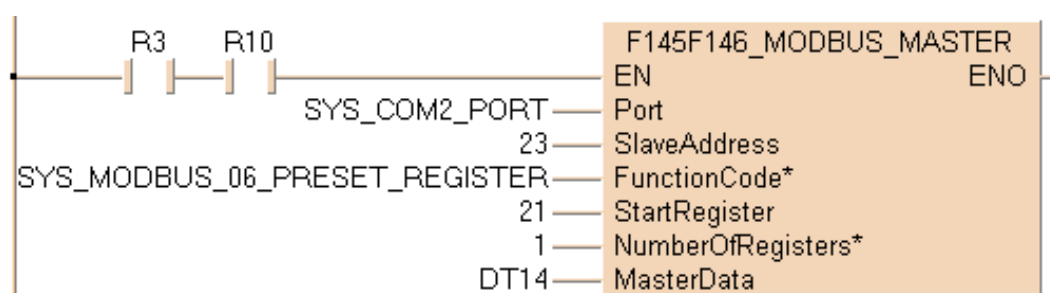 R3 R10 F145F146_MODBUS_MASTER
EN ENO
SYS_COM2_PORT Port
23 SlaveAddress
SYS_MODBUS_06_PRESET_REGISTER FunctionCode*
21 StartRegister
1 NumberOfRegisters*
DT14 MasterData